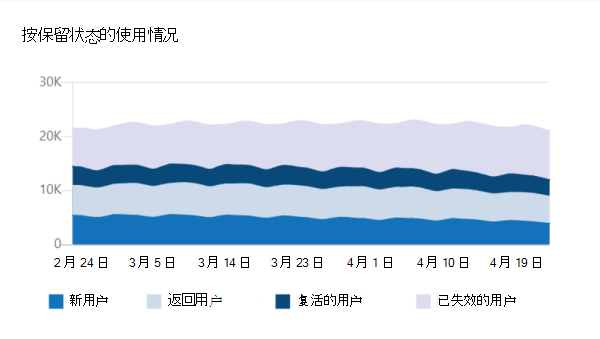 按保留状态的使用情况
30K
20K
10K
0
2 月 24 日 3 月 5 日 3 月 14 日 3 月 23 日 4 月 1 日 4 月 10 日 4 月 19 日
新用户 返回用户 复活的用户 已失效的用户